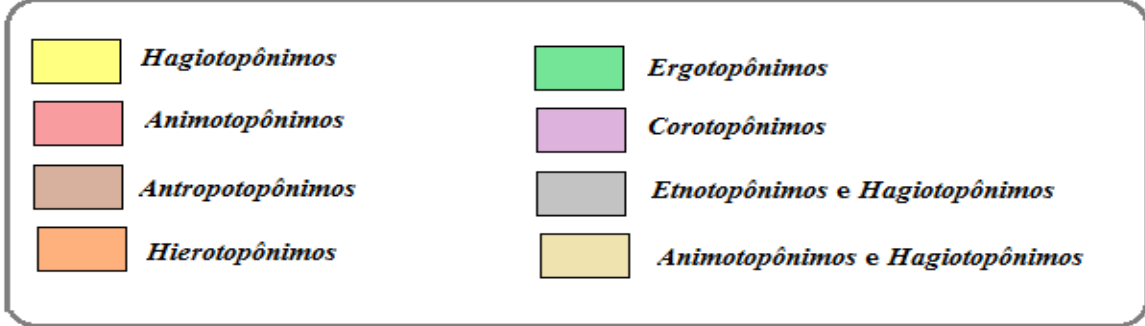 Hagiotopônimos
Animotopônimos
Antropotopônimos
Hierotopônimos
Ergotopônimos
Corotopônimos
Etnotopônimos e Hagiotopônimos
Animotopônimos e Hagiotopônimos